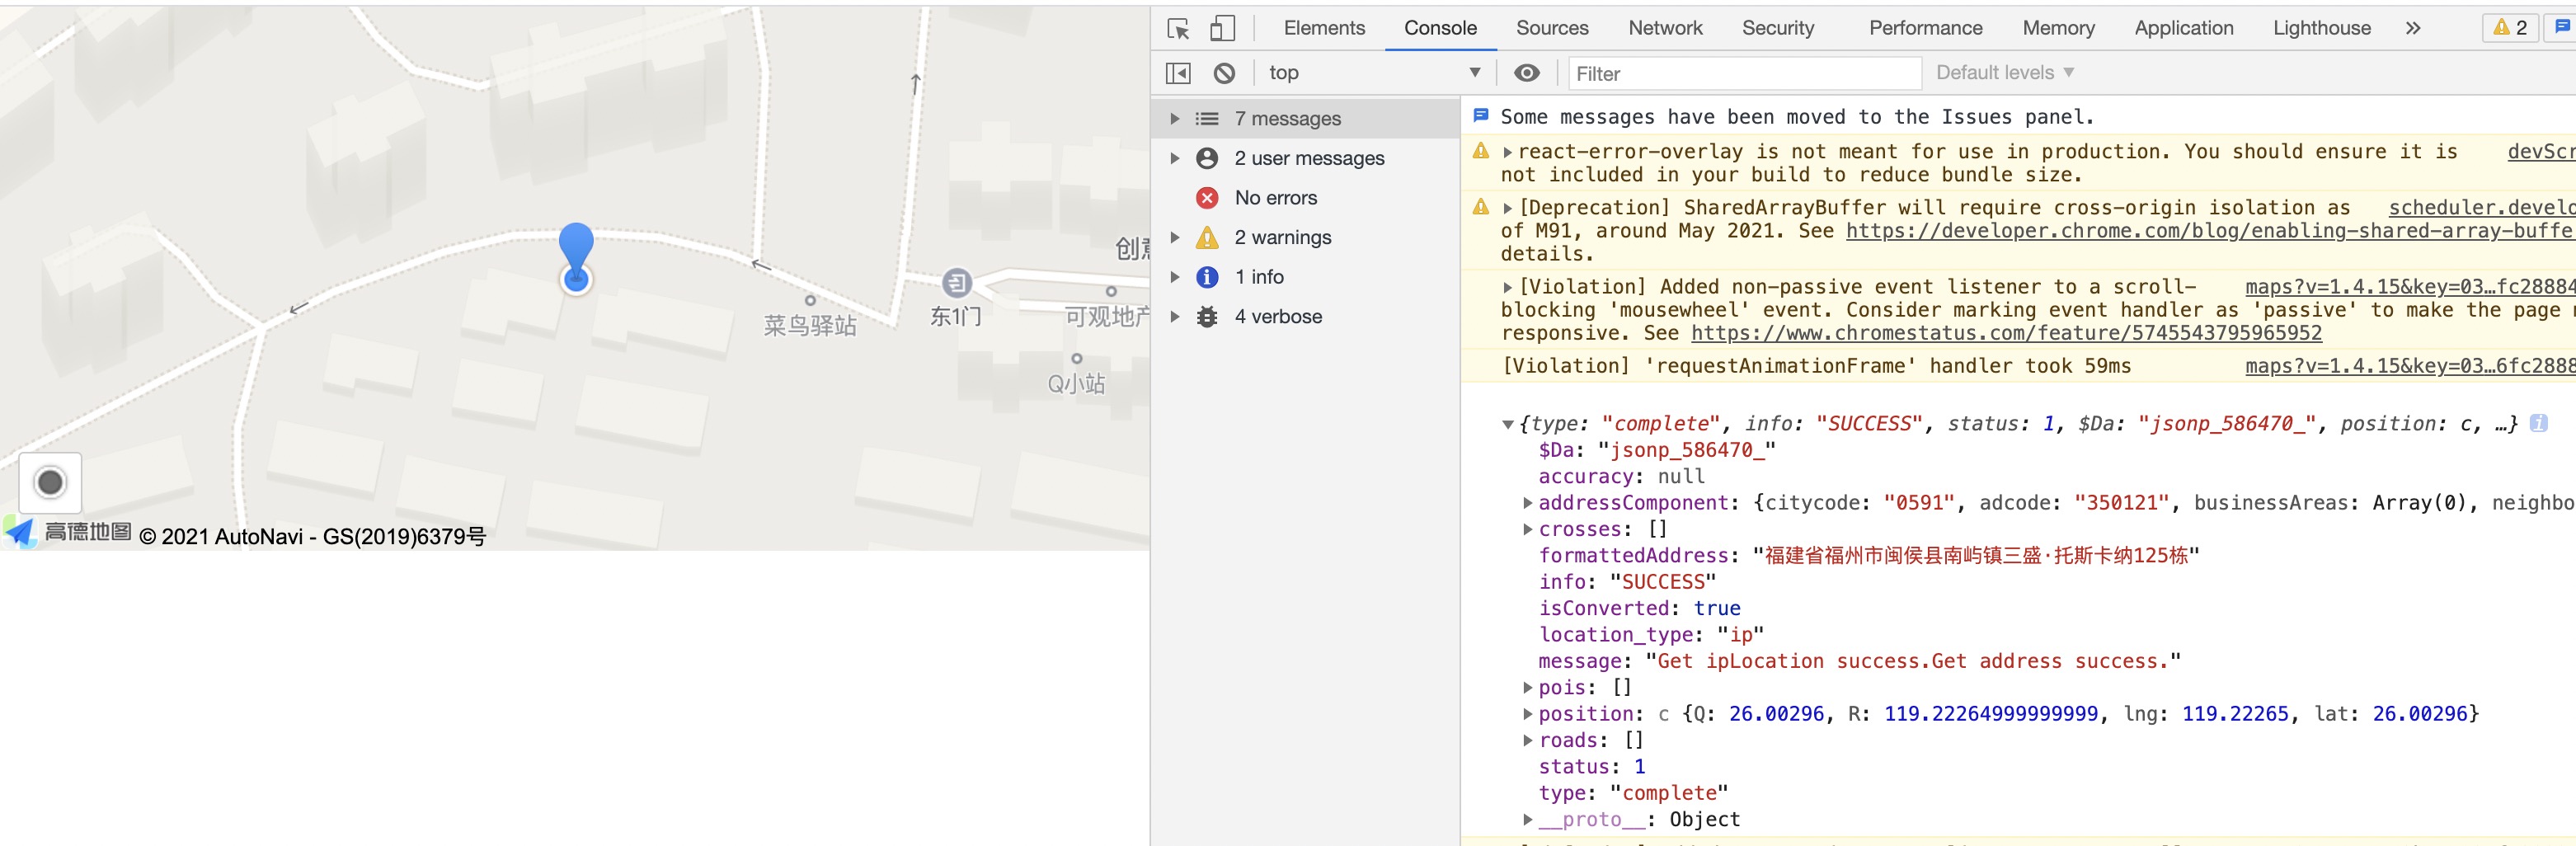 创意
菜鸟驿站
东1门
可观地产
Q小站
高德地图 © 2021 AutoNavi - GS(2019)6379号
Elements Console Sources Network Security Performance Memory Application Lighthouse 2
top Filter Default levels
7 messages
2 user messages
No errors
2 warnings
1 info
4 verbose
Some messages have been moved to the Issues panel.
react-error-overlay is not meant for use in production. You should ensure it is devScr
not included in your build to reduce bundle size.
[Deprecation] SharedArrayBuffer will require cross-origin isolation as scheduler.develo
of M91, around May 2021. See https://developer.chrome.com/blog/enabling-shared-array-buffe
details.
[Violation] Added non-passive event listener to a scroll- maps?v=1.4.15&key=03…fc28884
blocking 'mousewheel' event. Consider marking event handler as 'passive' to make the page
responsive. See https://www.chromestatus.com/feature/5745543795965952
[Violation] 'requestAnimationFrame' handler took 59ms maps?v=1.4.15&key=03…6fc2888
{type: "complete", info: "SUCCESS", status: 1, $Da: "jsonp_586470_", position: c, …}
$Da: "jsonp_586470_"
accuracy: null
addressComponent: {citycode: "0591", adcode: "350121", businessAreas: Array(0), neighbo
crosses: []
formattedAddress: "福建省福州市闽侯县南屿镇三盛·托斯卡纳125栋"
info: "SUCCESS"
isConverted: true
location_type: "ip"
message: "Get ipLocation success.Get address success."
pois: []
position: c {Q: 26.00296, R: 119.22264999999999, lng: 119.22265, lat: 26.00296}
roads: []
status: 1
type: "complete"
__proto__: Object